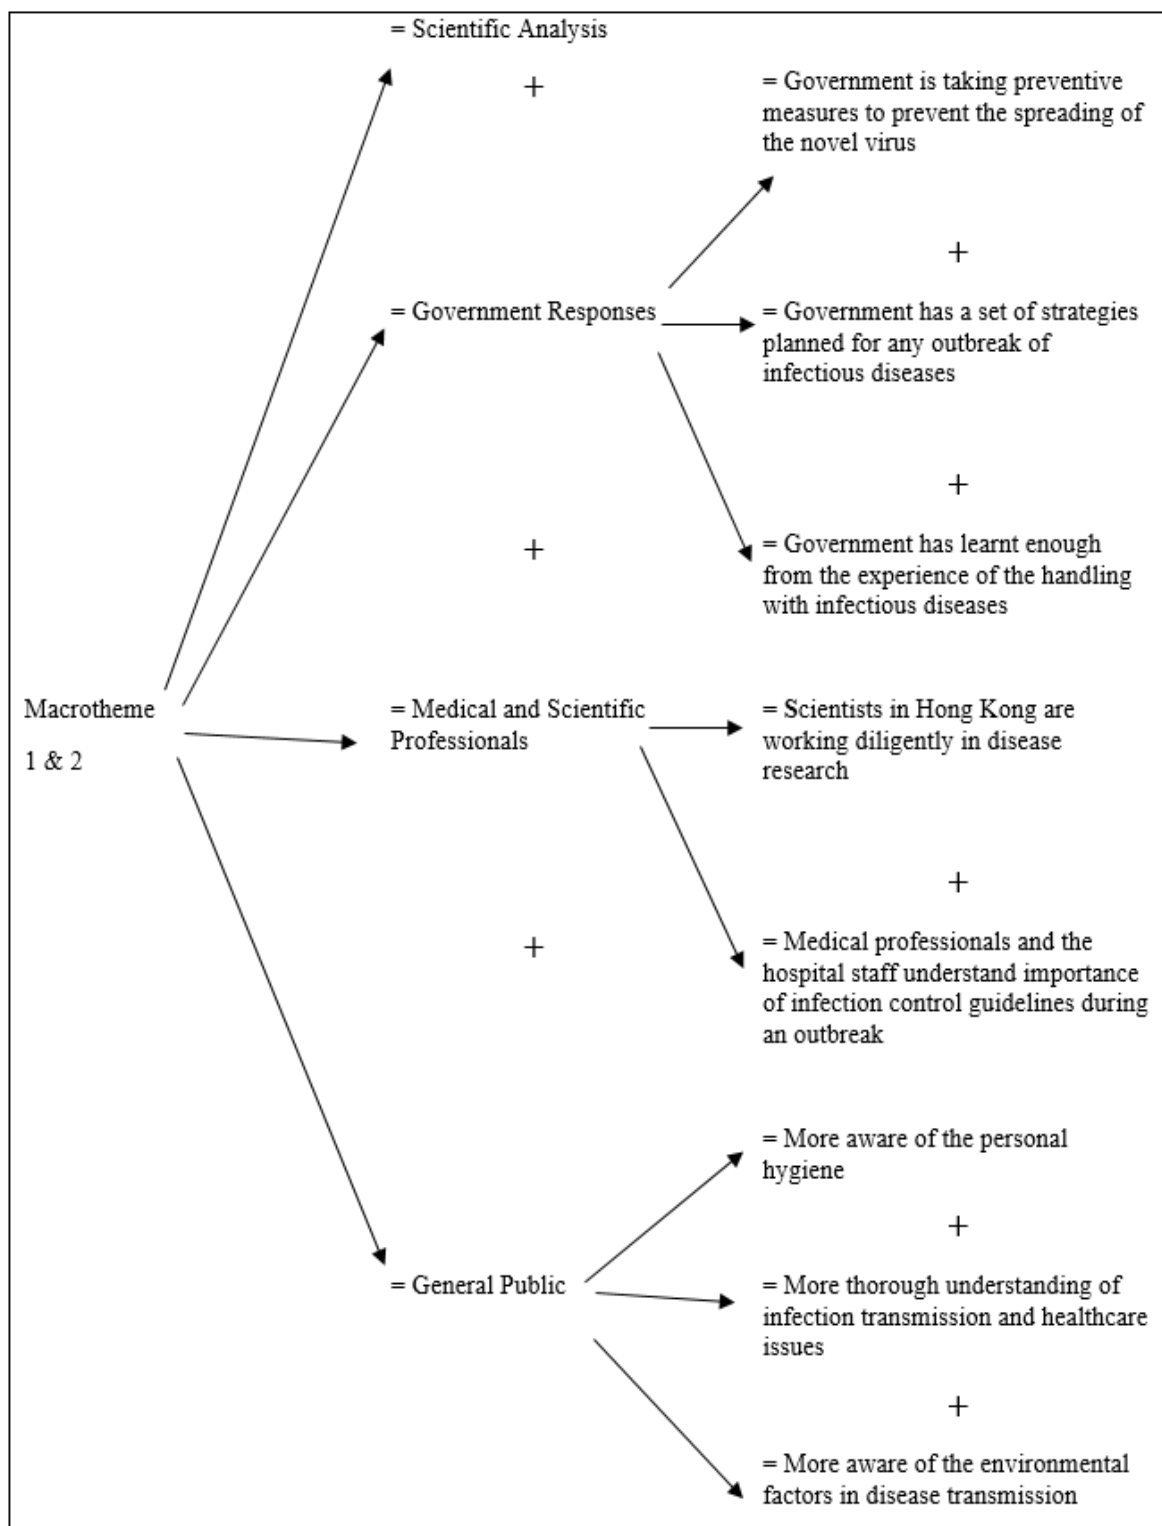 = Scientific Analysis
+
= Government is taking preventive
measures to prevent the spreading of
the novel virus
+
= Government Responses
= Government has a set of strategies
planned for any outbreak of
infectious diseases
+
+
= Government has learnt enough
from the experience of the handling
with infectious diseases
Macrotheme
1 & 2
= Medical and Scientific
Professionals
= Scientists in Hong Kong are
working diligently in disease
research
+
+
= Medical professionals and the
hospital staff understand importance
of infection control guidelines during
an outbreak
= More aware of the personal
hygiene
+
= General Public
= More thorough understanding of
infection transmission and healthcare
issues
+
= More aware of the environmental
factors in disease transmission